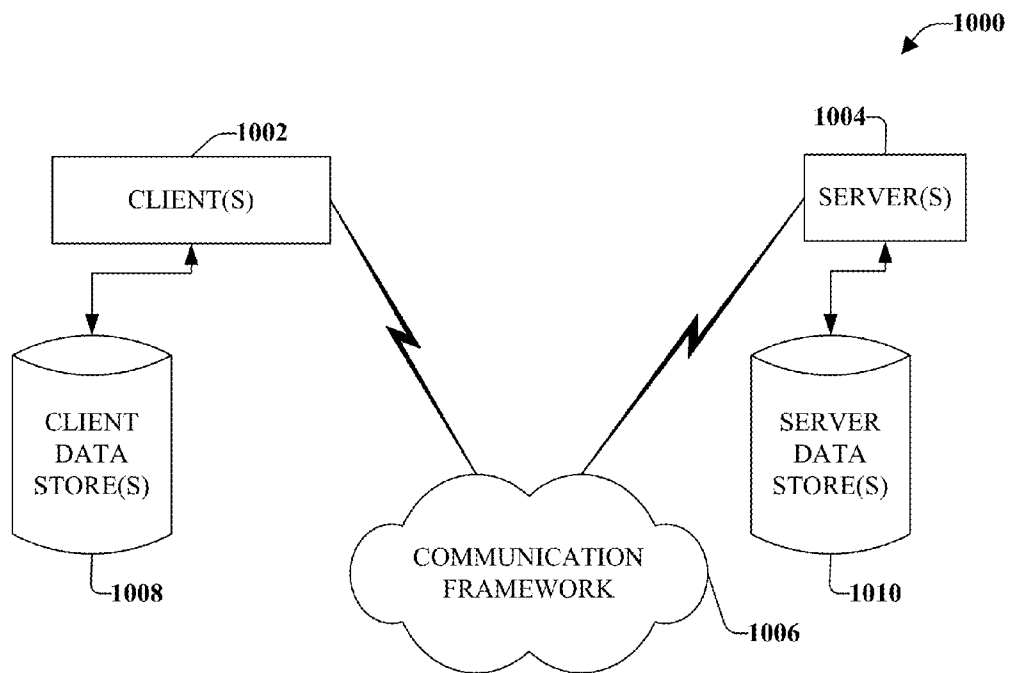 1000
1002
1004
CLIENT(S)
SERVER(S)
CLIENT
DATA
STORE(S)
SERVER
DATA
STORE(S)
COMMUNICATION
FRAMEWORK
1008
1010
1006